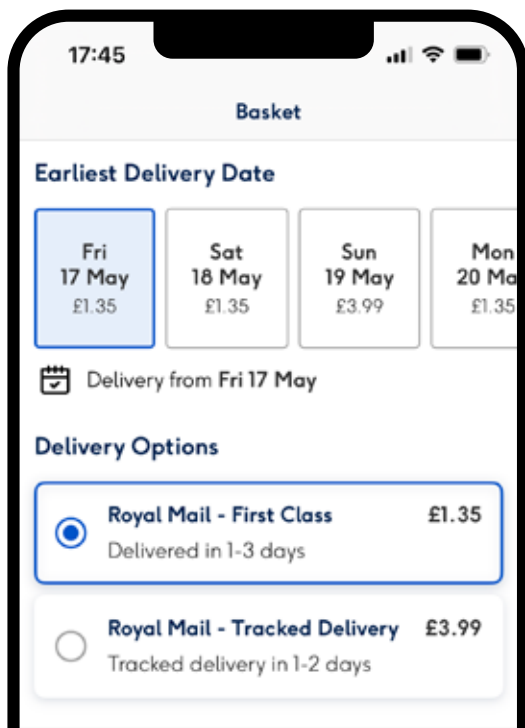 17:45
Basket
Earliest Delivery Date
Fri
17 May
£1.35
Sat
18 May
£1.35
Sun
19 May
£3.99
Mon
20 Ma
£1.35
Delivery from Fri 17 May
Delivery Options
Royal Mail - First Class £1.35
Delivered in 1-3 days
Royal Mail - Tracked Delivery £3.99
Tracked delivery in 1-2 days